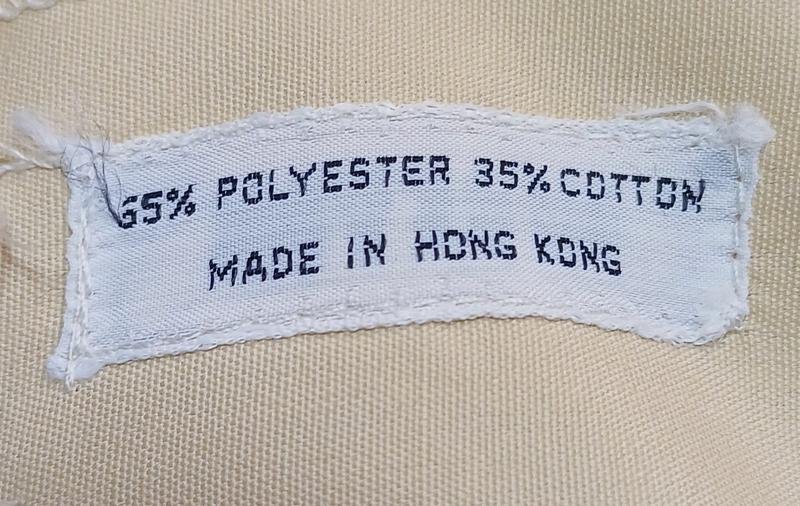 65% POLYESTER 35% COTTON
MADE IN HONG KONG